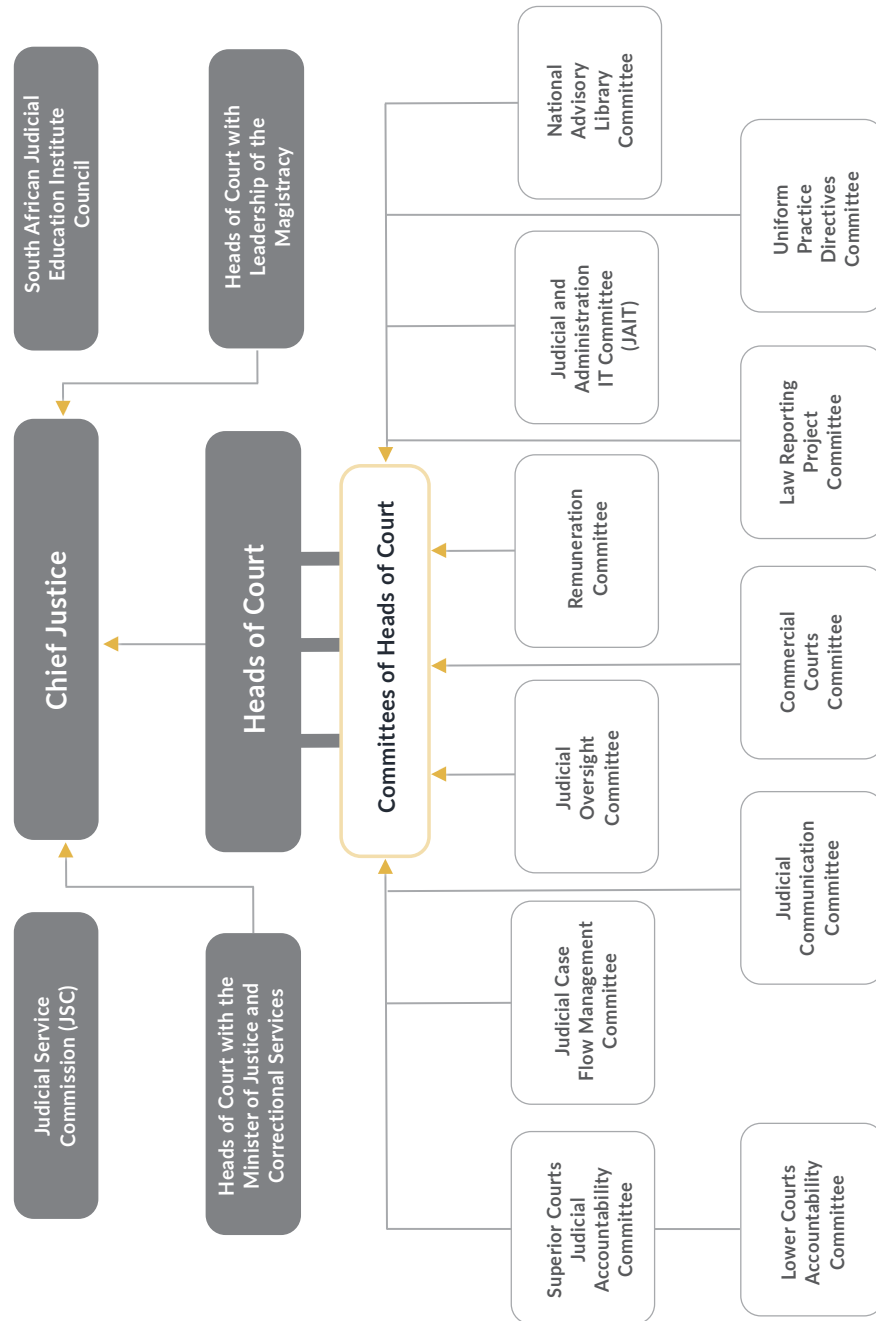 Judicial Service
Commission (JSC)
Chief Justice
South African Judicial
Education Institute
Council
Heads of Court with the
Minister of Justice and
Correctional Services
Heads of Court
Heads of Court with
Leadership of the
Magistracy
Committees of Heads of Court
Superior Courts
Judicial
Accountability
Committee
Judicial Case
Flow Management
Committee
Judicial
Oversight
Committee
Remuneration
Committee
Judicial and
Administration
IT Committee
(JAIT)
National
Advisory
Library
Committee
Lower Courts
Accountability
Committee
Judicial
Communication
Committee
Commercial
Courts
Committee
Law Reporting
Project
Committee
Uniform
Practice
Directives
Committee